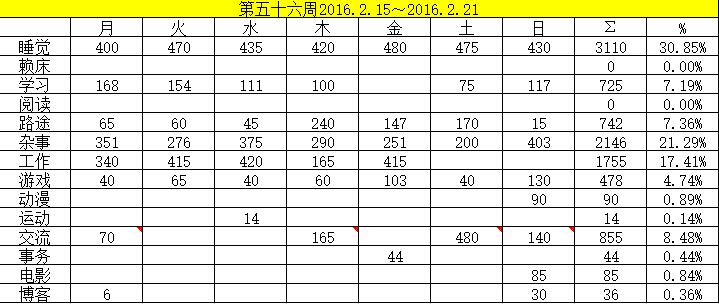 第五十六周2016.2.15～2016.2.21
月 火 水 木 金 土 日 Σ %
睡觉 400 470 435 420 480 475 430 3110 30.85%
赖床 0 0.00%
学习 168 154 111 100 75 117 725 7.19%
阅读 0 0.00%
路途 65 60 45 240 147 170 15 742 7.36%
杂事 351 276 375 290 251 200 403 2146 21.29%
工作 340 415 420 165 415 1755 17.41%
游戏 40 65 40 60 103 40 130 478 4.74%
动漫 90 90 0.89%
运动 14 14 0.14%
交流 70 165 480 140 855 8.48%
事务 44 44 0.44%
电影 85 85 0.84%
博客 6 30 36 0.36%